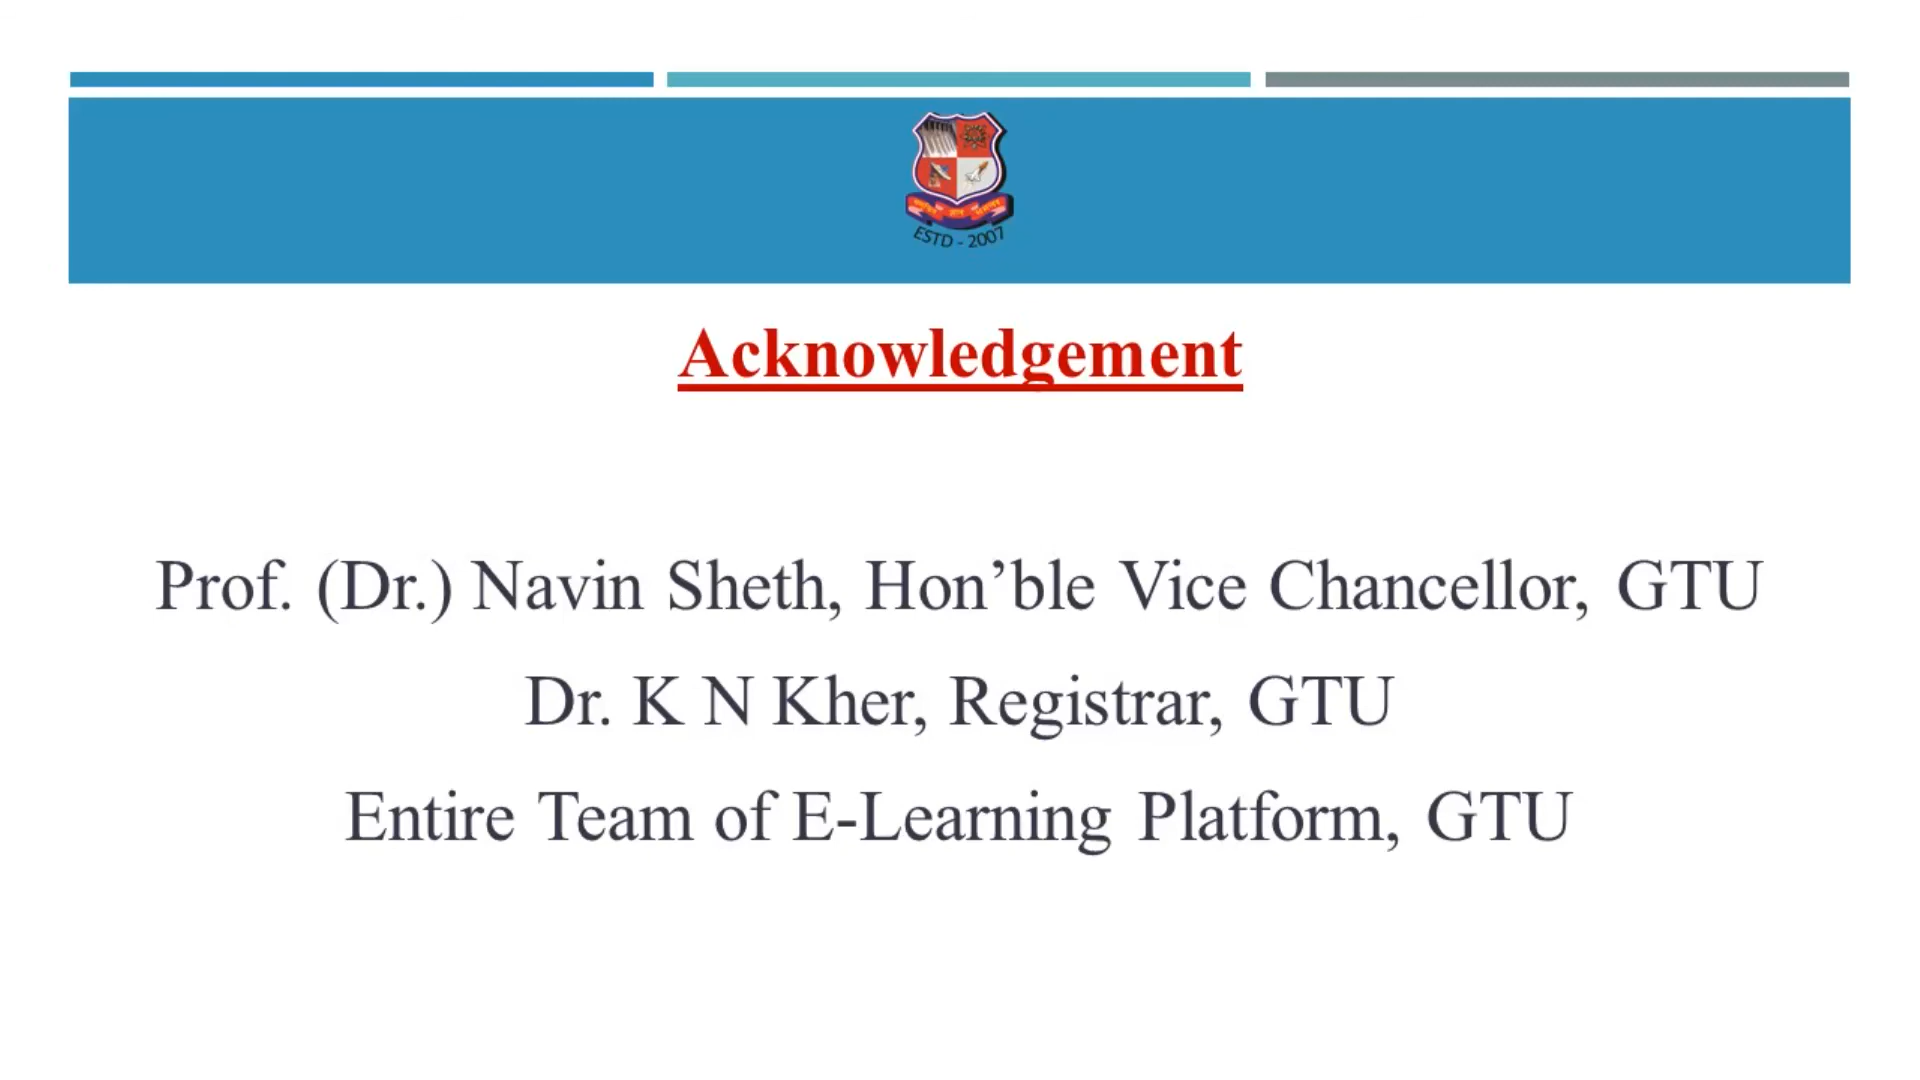 ESTD - 2007
Acknowledgement
Prof. (Dr.) Navin Sheth, Hon’ble Vice Chancellor, GTU
Dr. K N Kher, Registrar, GTU
Entire Team of E-Learning Platform, GTU